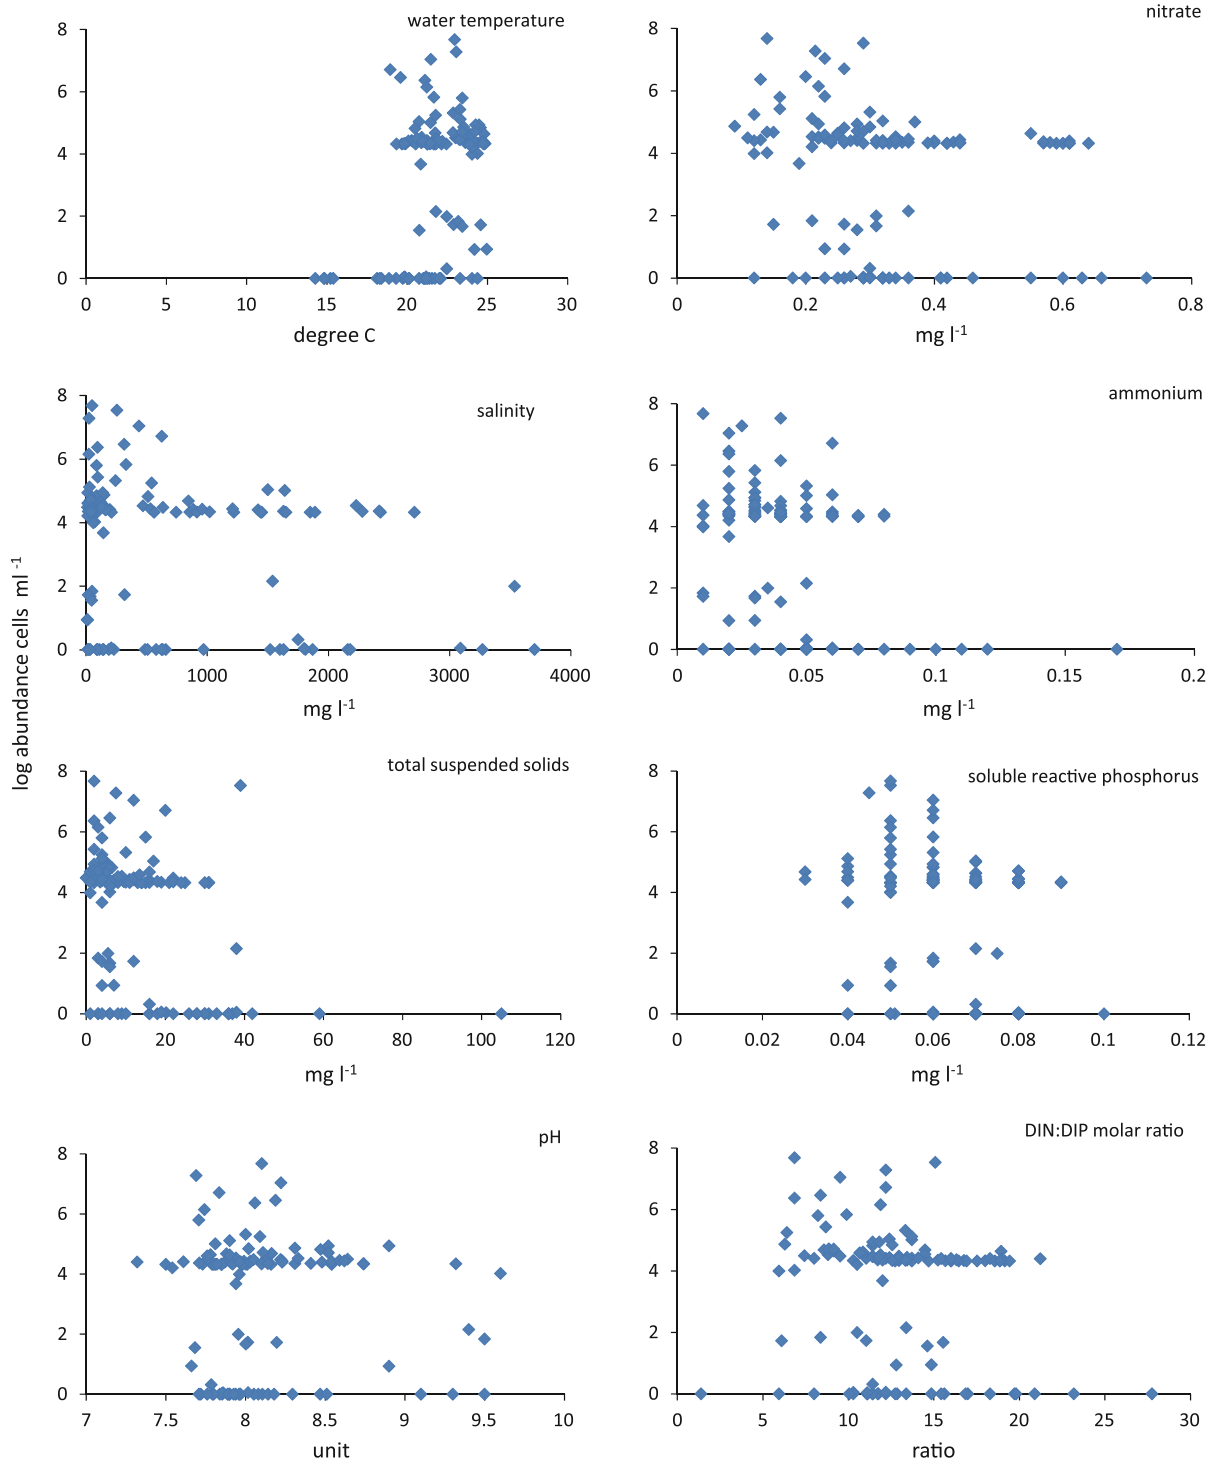 log abundance cells ml -1
water temperature
8
6
4
2
0
0 5 10 15 20 25 30
degree C
nitrate
8
6
4
2
0
0 0.2 0.4 0.6 0.8
mg l-1
salinity
8
6
4
2
0
0 1000 2000 3000 4000
mg l-1
ammonium
8
6
4
2
0
0 0.05 0.1 0.15 0.2
mg l-1
total suspended solids
8
6
4
2
0
0 20 40 60 80 100 120
mg l-1
soluble reactive phosphorus
8
6
4
2
0
0 0.02 0.04 0.06 0.08 0.1 0.12
mg l-1
pH
8
6
4
2
0
7 7.5 8 8.5 9 9.5 10
unit
DIN:DIP molar ratio
8
6
4
2
0
0 5 10 15 20 25 30
ratio